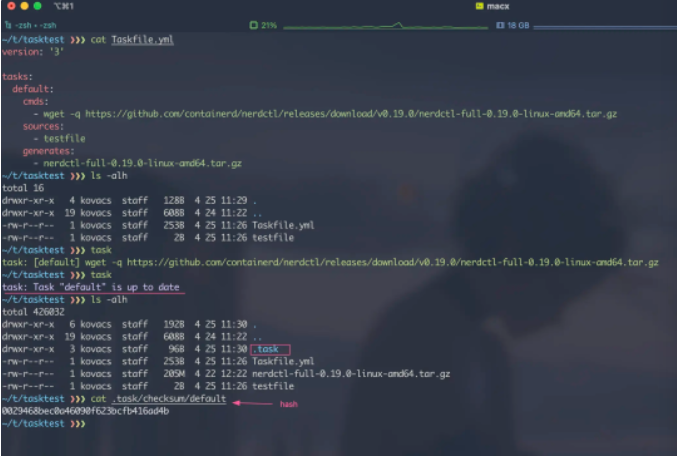 ⌥⌘1
macx
-zsh • -zsh
21%
18 GB
~/t/tasktest ❯❯❯ cat Taskfile.yml
version: '3'
tasks:
  default:
    cmds:
      - wget -q https://github.com/containerd/nerdctl/releases/download/v0.19.0/nerdctl-full-0.19.0-linux-amd64.tar.gz
    sources:
      - testfile
    generates:
      - nerdctl-full-0.19.0-linux-amd64.tar.gz
~/t/tasktest ❯❯❯ ls -alh
total 16
drwxr-xr-x   4 kovacs  staff   128B  4 25 11:29 .
drwxr-xr-x  19 kovacs  staff   608B  4 24 11:22 ..
-rw-r--r--   1 kovacs  staff   253B  4 25 11:26 Taskfile.yml
-rw-r--r--   1 kovacs  staff     2B  4 25 11:26 testfile
~/t/tasktest ❯❯❯ task
task: [default] wget -q https://github.com/containerd/nerdctl/releases/download/v0.19.0/nerdctl-full-0.19.0-linux-amd64.tar.gz
~/t/tasktest ❯❯❯ task
task: Task "default" is up to date
~/t/tasktest ❯❯❯ ls -alh
total 426032
drwxr-xr-x   6 kovacs  staff   192B  4 25 11:30 .
drwxr-xr-x  19 kovacs  staff   608B  4 24 11:22 ..
drwxr-xr-x   3 kovacs  staff    96B  4 25 11:30 .task
-rw-r--r--   1 kovacs  staff   253B  4 25 11:26 Taskfile.yml
-rw-r--r--   1 kovacs  staff   205M  4 22 12:22 nerdctl-full-0.19.0-linux-amd64.tar.gz
-rw-r--r--   1 kovacs  staff     2B  4 25 11:26 testfile
~/t/tasktest ❯❯❯ cat .task/checksum/default
hash
0029468bec0a46090f623bcfb416ad4b
~/t/tasktest ❯❯❯